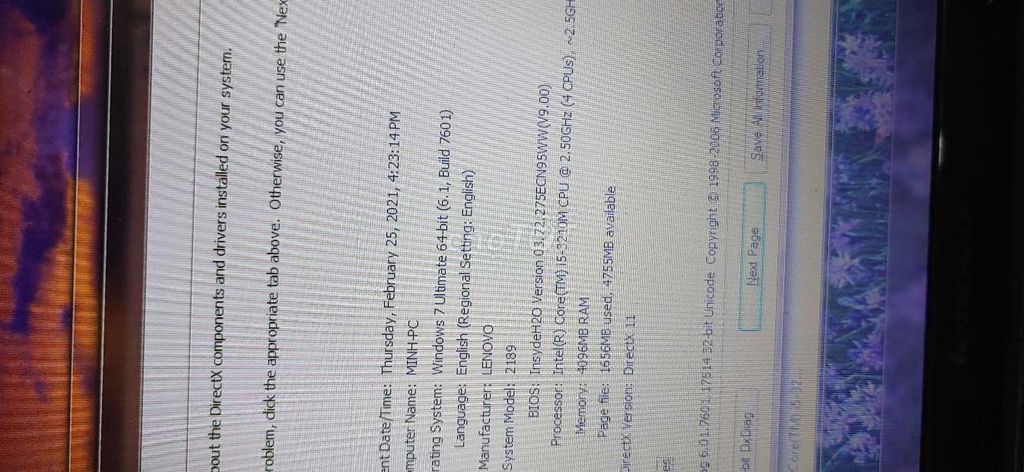 bout the DirectX components and drivers installed on your system.
roblem, click the appropriate tab above. Otherwise, you can use the "Nex
ent Date/Time: Thursday, February 25, 2021, 4:23:14 PM
mputer Name: MINH-PC
rating System: Windows 7 Ultimate 64-bit (6.1, Build 7601)
Language: English (Regional Setting: English)
Manufacturer: LENOVO
System Model: 2189
BIOS: InsydeH2O Version 03.72.275ECN95WW(V9.00)
Processor: Intel(R) Core(TM) i5-3210M CPU @ 2.50GHz (4 CPUs), ~2.5GH
Memory: 4096MB RAM
Page file: 1656MB used, 4755MB available
DirectX Version: DirectX 11
es
ag 6.01.7601.17514 32-bit Unicode Copyright © 1998-2006 Microsoft Corporation
bit DxDiag
Next Page
Save All Information...
Core(TM) i5-32...